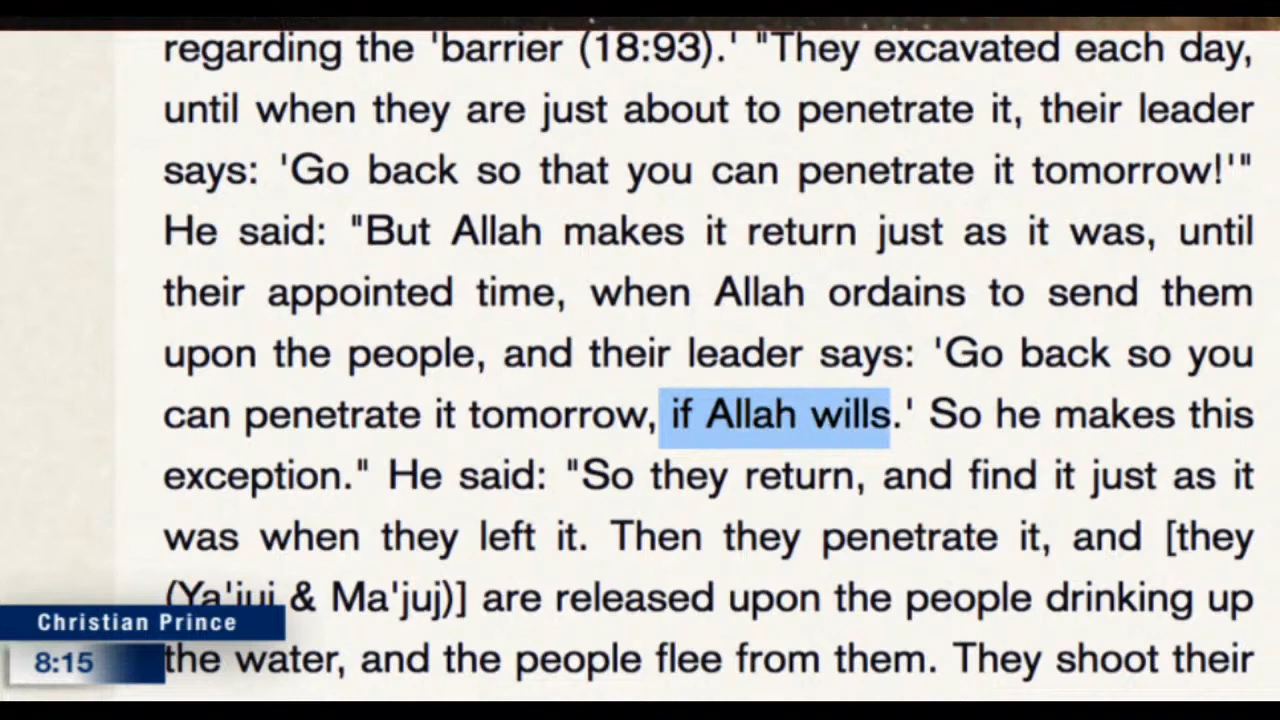 regarding the 'barrier (18:93).' "They excavated each day,
until when they are just about to penetrate it, their leader
says: 'Go back so that you can penetrate it tomorrow!'"
He said: "But Allah makes it return just as it was, until
their appointed time, when Allah ordains to send them
upon the people, and their leader says: 'Go back so you
can penetrate it tomorrow, if Allah wills.' So he makes this
exception." He said: "So they return, and find it just as it
was when they left it. Then they penetrate it, and [they
(Ya'juj & Ma'juj)] are released upon the people drinking up
the water, and the people flee from them. They shoot their
Christian Prince
8:15